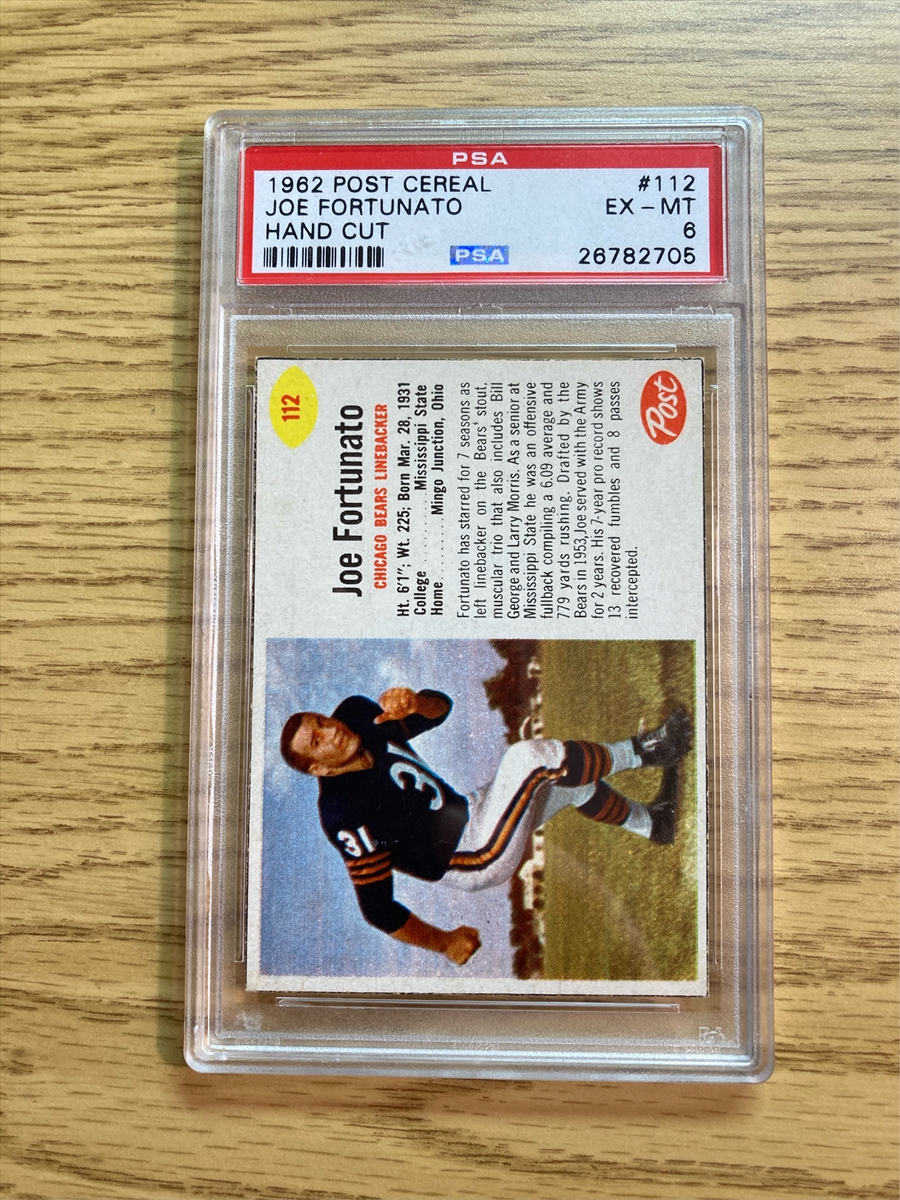 PSA
1962 POST CEREAL #112
JOE FORTUNATO EX - MT
HAND CUT 6
PSA 26782705
112
Joe Fortunato
CHICAGO BEARS LINEBACKER
Ht. 6'1"; Wt. 225; Born Mar. 28, 1931
College ........ Mississippi State
Home........Mingo Junction, Ohio
Fortunato has starred for 7 seasons as
left linebacker on the Bears' stout,
muscular trio that also includes Bill
George and Larry Morris. As a senior at
Mississippi State he was an offensive
fullback compiling a 6.09 average and
779 yards rushing. Drafted by the
Bears in 1953,Joe served with the Army
for 2 years. His 7-year pro record shows
13 recovered fumbles and 8 passes
intercepted.
Post
31
3